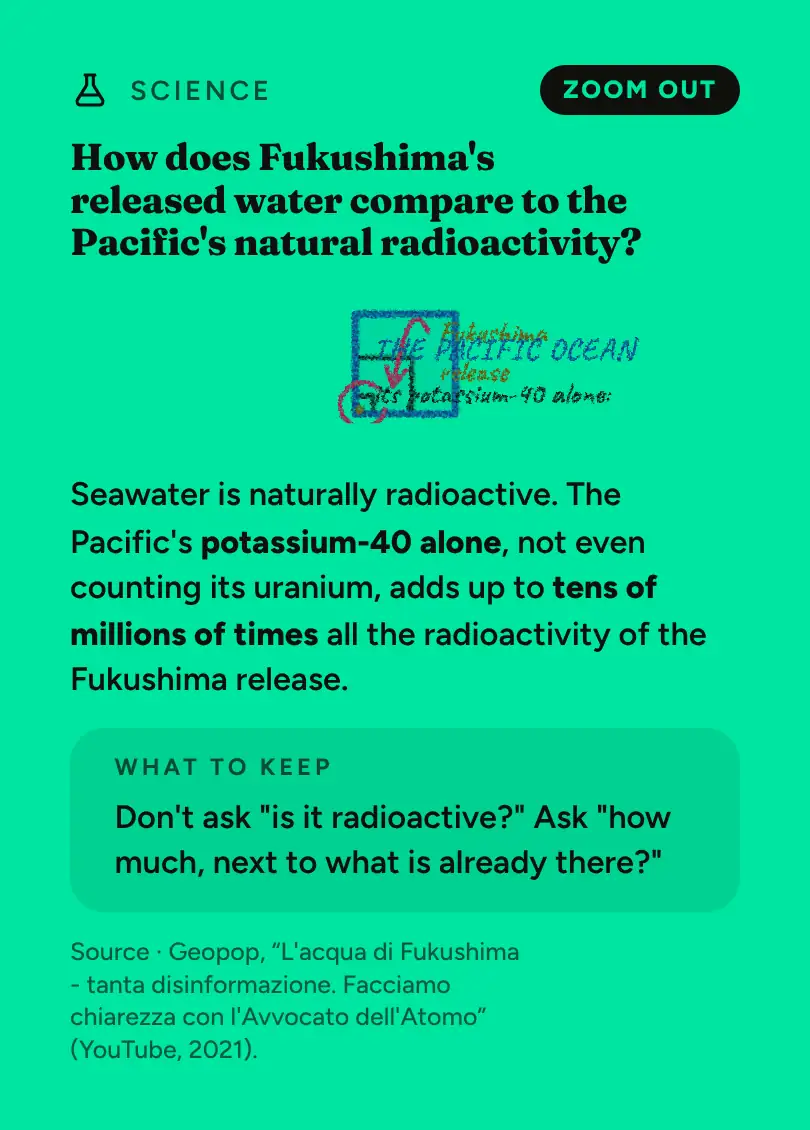 SCIENCE
ZOOM OUT
How does Fukushima's
released water compare to the
Pacific's natural radioactivity?
Fukushima
THE PACIFIC OCEAN
release
its potassium-40 alone:
Seawater is naturally radioactive. The
Pacific's potassium-40 alone, not even
counting its uranium, adds up to tens of
millions of times all the radioactivity of the
Fukushima release.
WHAT TO KEEP
Don't ask "is it radioactive?" Ask "how
much, next to what is already there?"
Source · Geopop, “L'acqua di Fukushima
- tanta disinformazione. Facciamo
chiarezza con l'Avvocato dell'Atomo”
(YouTube, 2021).